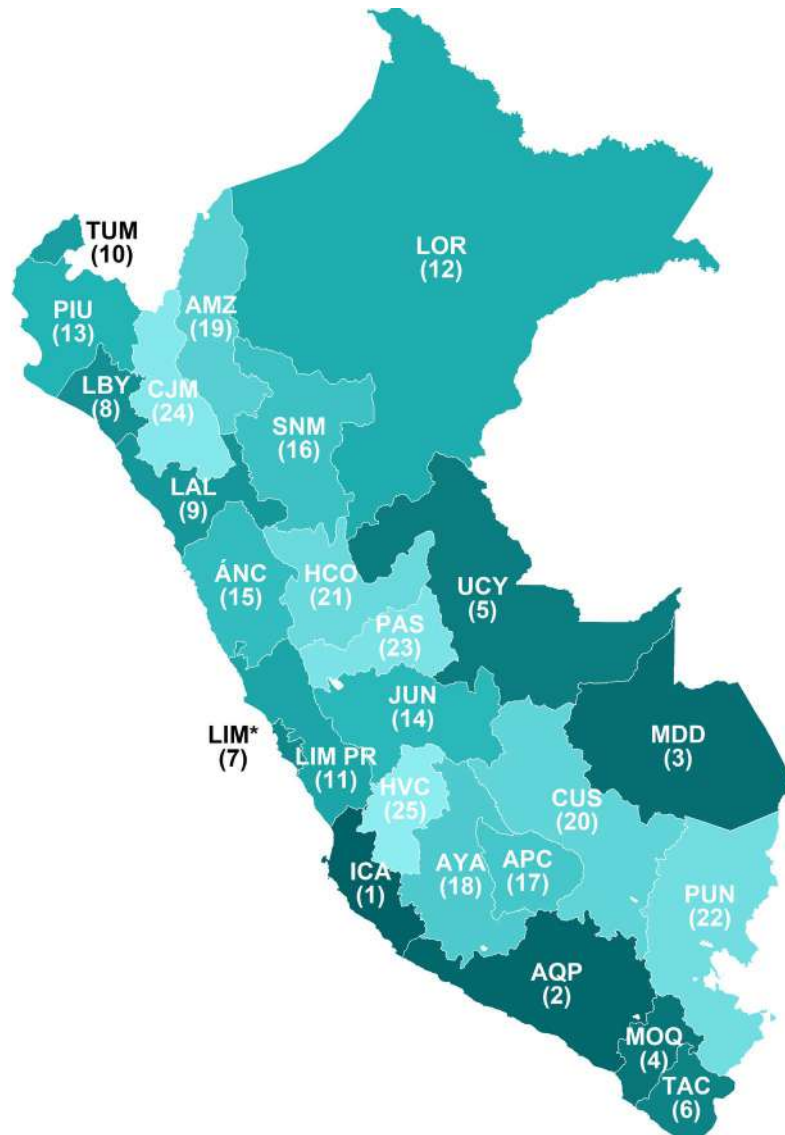 TUM
(10)
LOR
(12)
PIU
(13)
AMZ
(19)
LBY
(8)
CJM
(24)
SNM
(16)
LAL
(9)
ÁNC
(15)
HCO
(21)
UCY
(5)
PAS
(23)
JUN
(14)
LIM*
(7)
LIM PR
(11)
MDD
(3)
HVC
(25)
CUS
(20)
ICA
(1)
AYA
(18)
APC
(17)
PUN
(22)
AQP
(2)
MOQ
(4)
TAC
(6)